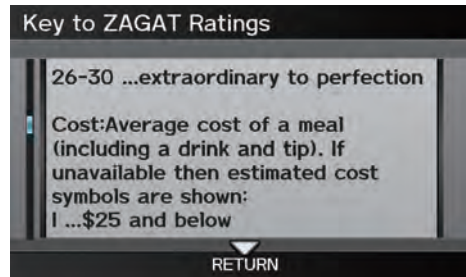 Key to ZAGAT Ratings
26-30 ...extraordinary to perfection
Cost:Average cost of a meal
(including a drink and tip). If
unavailable then estimated cost
symbols are shown:
I ...$25 and below
RETURN